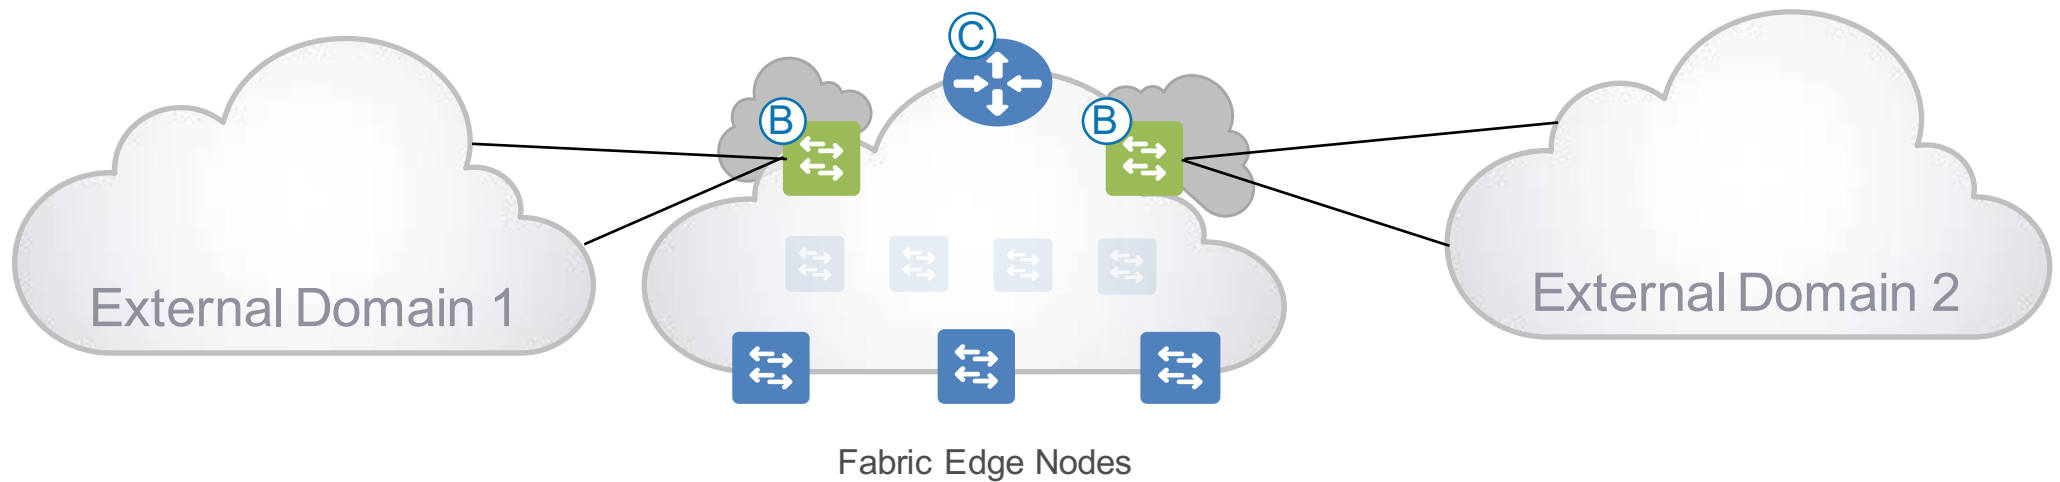 C
B
B
External Domain 1
External Domain 2
Fabric Edge Nodes